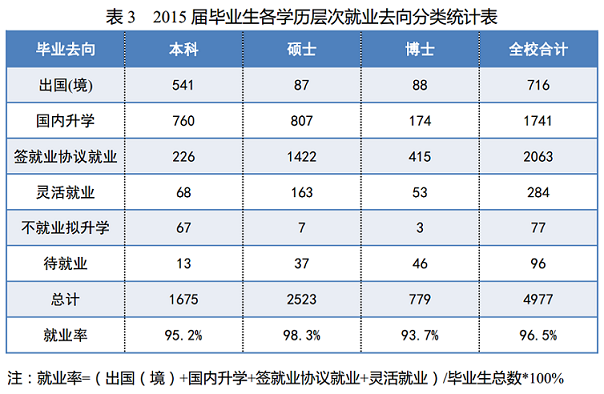 表 3 2015 届毕业生各学历层次就业去向分类统计表
毕业去向 本科 硕士 博士 全校合计
出国(境) 541 87 88 716
国内升学 760 807 174 1741
签就业协议就业 226 1422 415 2063
灵活就业 68 163 53 284
不就业拟升学 67 7 3 77
待就业 13 37 46 96
总计 1675 2523 779 4977
就业率 95.2% 98.3% 93.7% 96.5%
注：就业率=（出国（境）+国内升学+签就业协议就业+灵活就业）/毕业生总数*100%